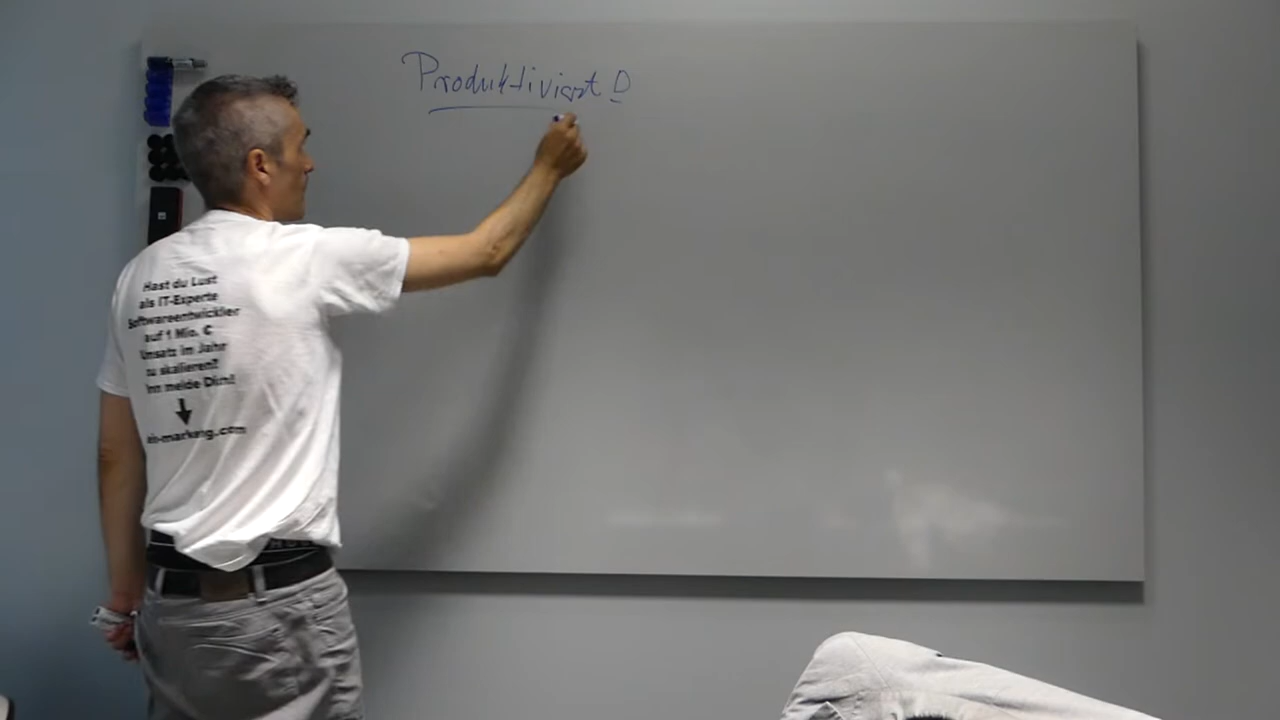 Produktivität
Hast du Lust
als IT-Experte
Softwareentwickler
auf 1 Mio. €
Umsatz im Jahr
zu skalieren?
Dann melde Dich!